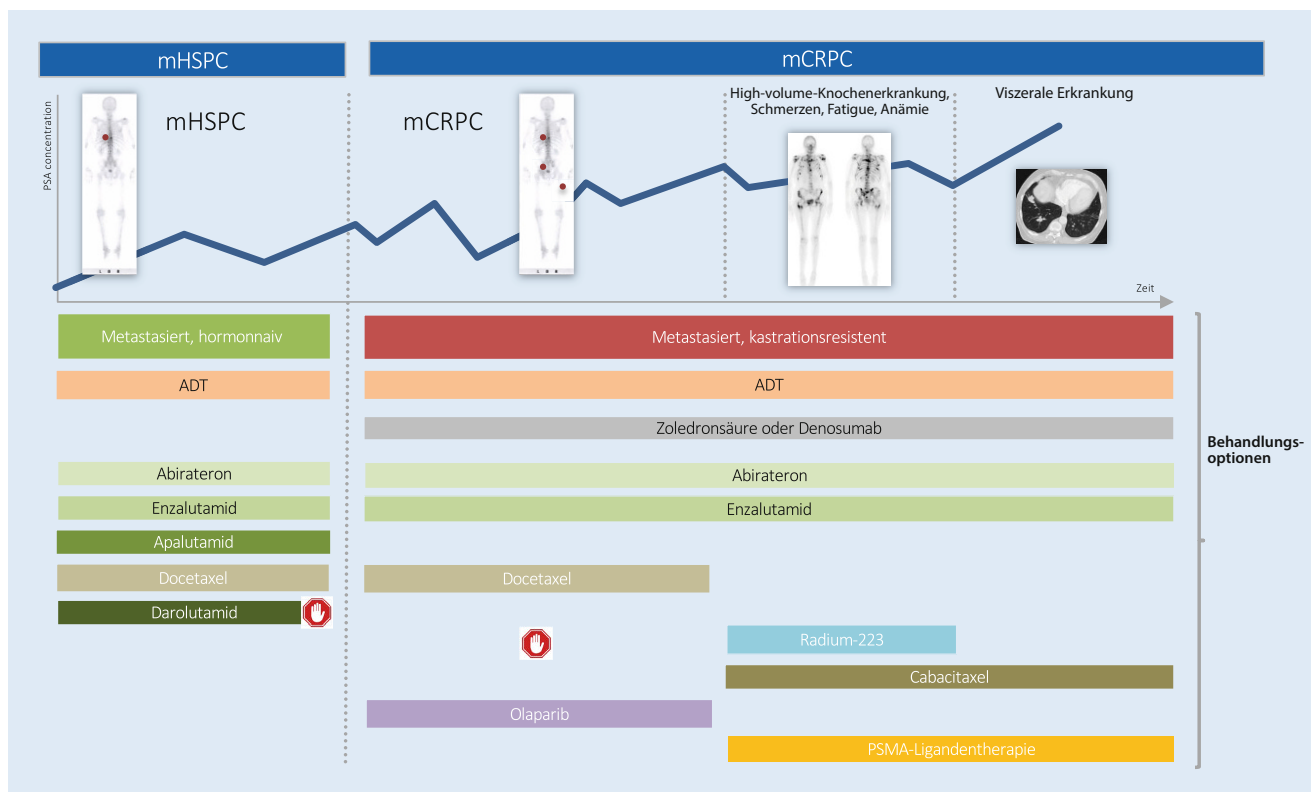 mHSPC
mCRPC
PSA concentration
mHSPC
mCRPC
High-volume-Knochenerkrankung,
Schmerzen, Fatigue, Anämie
Viszerale Erkrankung
Zeit
Metastasiert, hormonnaiv
Metastasiert, kastrationsresistent
ADT
ADT
Zoledronsäure oder Denosumab
Behandlungs-
optionen
Abirateron
Abirateron
Enzalutamid
Enzalutamid
Apalutamid
Docetaxel
Docetaxel
Darolutamid
Radium-223
Cabacitaxel
Olaparib
PSMA-Ligandentherapie